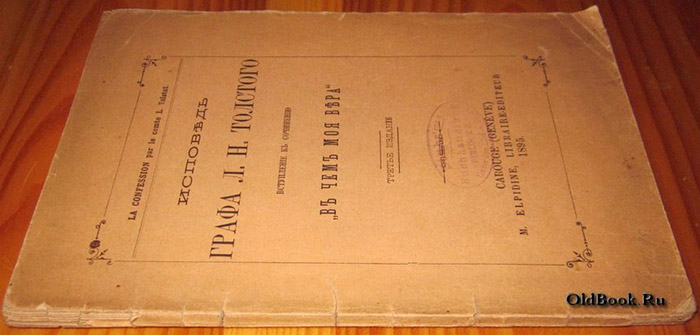 LA CONFESSION par le comte L. Tolstoï
ИСПОВѢДЬ
ГРАФА Л. Н. ТОЛСТОГО
ВСТУПЛЕНІЕ КЪ СОЧИНЕНІЮ
„ВЪ ЧЕМЪ МОЯ ВѢРА“
ТРЕТЬЕ ИЗДАНІЕ
CAROUGE (GENÈVE)
M. ELPIDINE, LIBRAIRE-ÉDITEUR
1895.
OldBook.Ru